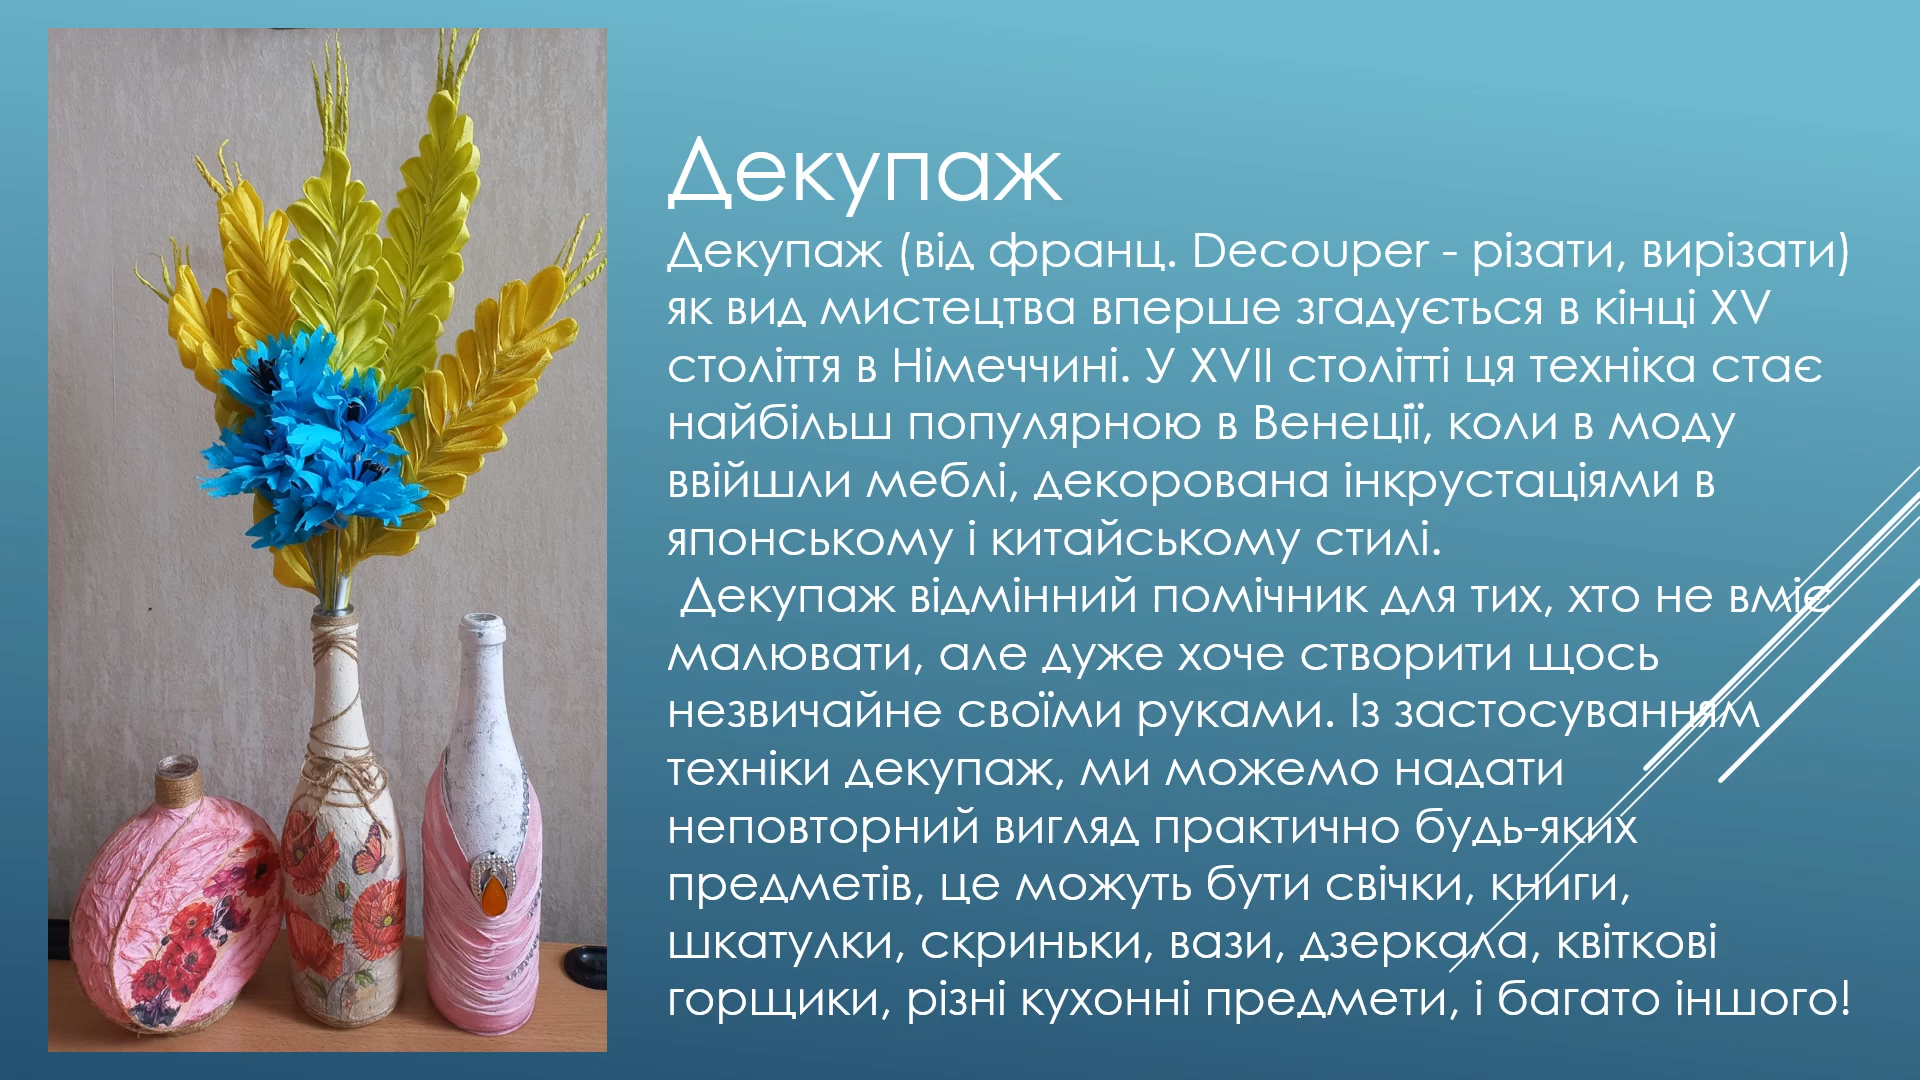 Декупаж
Декупаж (від франц. Decouper - різати, вирізати)
як вид мистецтва вперше згадується в кінці XV
століття в Німеччині. У XVII столітті ця техніка стає
найбільш популярною в Венеції, коли в моду
ввійшли меблі, декорована інкрустаціями в
японському і китайському стилі.
Декупаж відмінний помічник для тих, хто не вміє
малювати, але дуже хоче створити щось
незвичайне своїми руками. Із застосуванням
техніки декупаж, ми можемо надати
неповторний вигляд практично будь-яких
предметів, це можуть бути свічки, книги,
шкатулки, скриньки, вази, дзеркала, квіткові
горщики, різні кухонні предмети, і багато іншого!